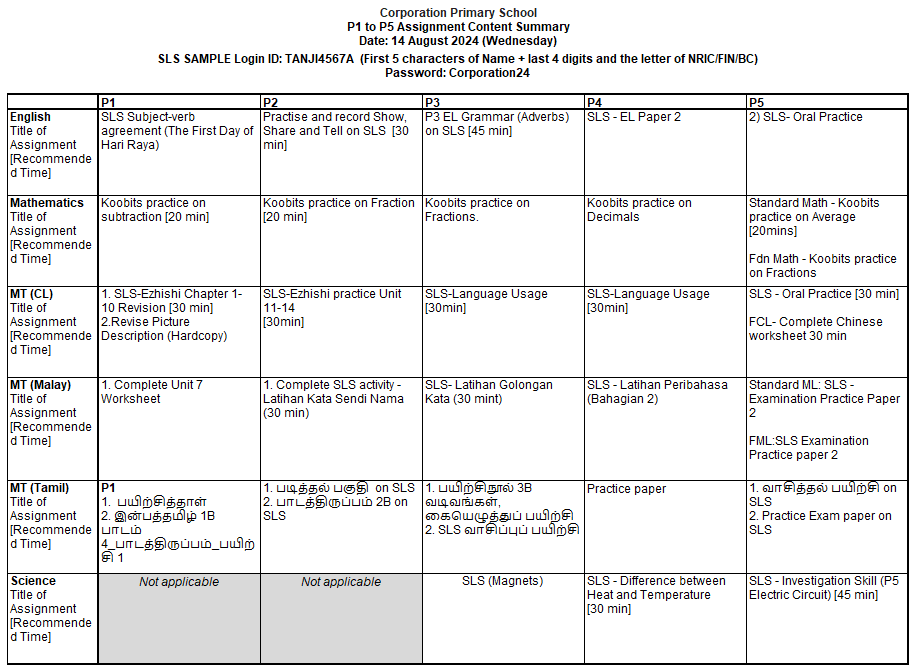 Corporation Primary School
P1 to P5 Assignment Content Summary
Date: 14 August 2024 (Wednesday)
SLS SAMPLE Login ID: TANJI4567A (First 5 characters of Name + last 4 digits and the letter of NRIC/FIN/BC)
Password: Corporation24
P1
P2
P3
P4
P5
English
Title of
Assignment
[Recommende
d Time]
SLS Subject-verb
agreement (The First Day of
Hari Raya)
Practise and record Show,
Share and Tell on SLS [30
min]
P3 EL Grammar (Adverbs)
on SLS [45 min]
SLS - EL Paper 2
2) SLS- Oral Practice
Mathematics
Title of
Assignment
[Recommende
d Time]
Koobits practice on
subtraction [20 min]
Koobits practice on Fraction
[20 min]
Koobits practice on
Fractions.
Koobits practice on
Decimals
Standard Math - Koobits
practice on Average
[20mins]
Fdn Math - Koobits practice
on Fractions
MT (CL)
Title of
Assignment
[Recommende
d Time]
1. SLS-Ezhishi Chapter 1-
10 Revision [30 min]
2.Revise Picture
Description (Hardcopy)
SLS-Ezhishi practice Unit
11-14
[30min]
SLS-Language Usage
[30min]
SLS-Language Usage
[30min]
SLS - Oral Practice [30 min]
FCL- Complete Chinese
worksheet 30 min
MT (Malay)
Title of
Assignment
[Recommende
d Time]
1. Complete Unit 7
Worksheet
1. Complete SLS activity -
Latihan Kata Sendi Nama
(30 min)
SLS- Latihan Golongan
Kata (30 mint)
SLS - Latihan Peribahasa
(Bahagian 2)
Standard ML: SLS -
Examination Practice Paper
2
FML:SLS Examination
Practice paper 2
MT (Tamil)
Title of
Assignment
[Recommende
d Time]
P1
1. பயிற்சித்தாள்
2. இன்பத்தமிழ் 1B
பாடம்
4_பாடத்திருப்பம்_பயிற்
சி 1
1. படித்தல் பகுதி on SLS
2. பாடத்திருப்பம் 2B on
SLS
1. பயிற்சிநூல் 3B
வடிவங்கள்,
கையெழுத்துப் பயிற்சி
2. SLS வாசிப்புப் பயிற்சி
Practice paper
1. வாசித்தல் பயிற்சி on
SLS
2. Practice Exam paper on
SLS
Science
Title of
Assignment
[Recommende
d Time]
Not applicable
Not applicable
SLS (Magnets)
SLS - Difference between
Heat and Temperature
[30 min]
SLS - Investigation Skill (P5
Electric Circuit) [45 min]